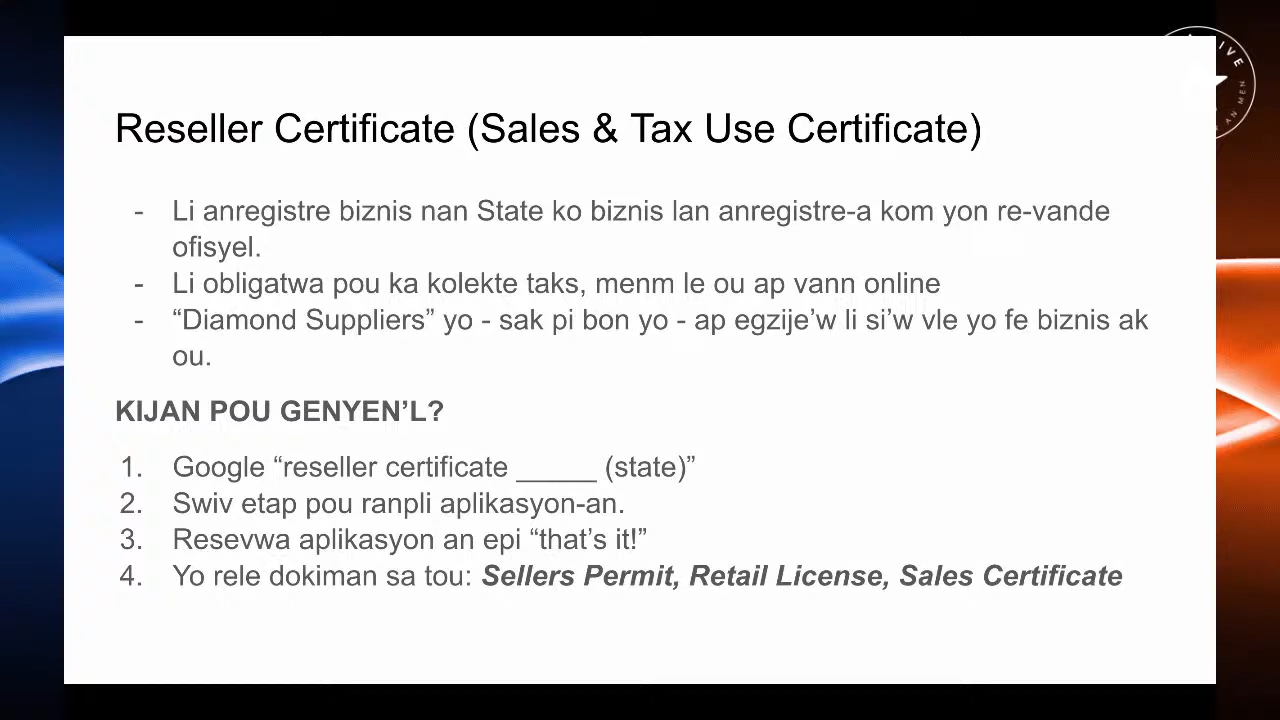 Reseller Certificate (Sales & Tax Use Certificate)
- Li anregistre biznis nan State ko biznis lan anregistre-a kom yon re-vande
ofisyel.
- Li obligatwa pou ka kolekte taks, menm le ou ap vann online
- “Diamond Suppliers” yo - sak pi bon yo - ap egzije’w li si’w vle yo fe biznis ak
ou.
KIJAN POU GENYEN’L?
1. Google “reseller certificate _____ (state)”
2. Swiv etap pou ranpli aplikasyon-an.
3. Resevwa aplikasyon an epi “that’s it!”
4. Yo rele dokiman sa tou: Sellers Permit, Retail License, Sales Certificate